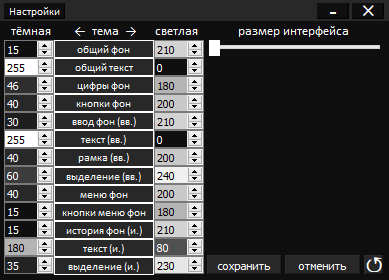 Настройки
тёмная ← тема → светлая размер интерфейса
15 общий фон 210
255 общий текст 0
46 цифры фон 180
40 кнопки фон 200
30 ввод фон (вв.) 210
255 текст (вв.) 0
40 рамка (вв.) 200
60 выделение (вв.) 240
40 меню фон 200
15 кнопки меню фон 180
15 история фон (и.) 210
180 текст (и.) 80
35 выделение (и.) 230
сохранить отменить